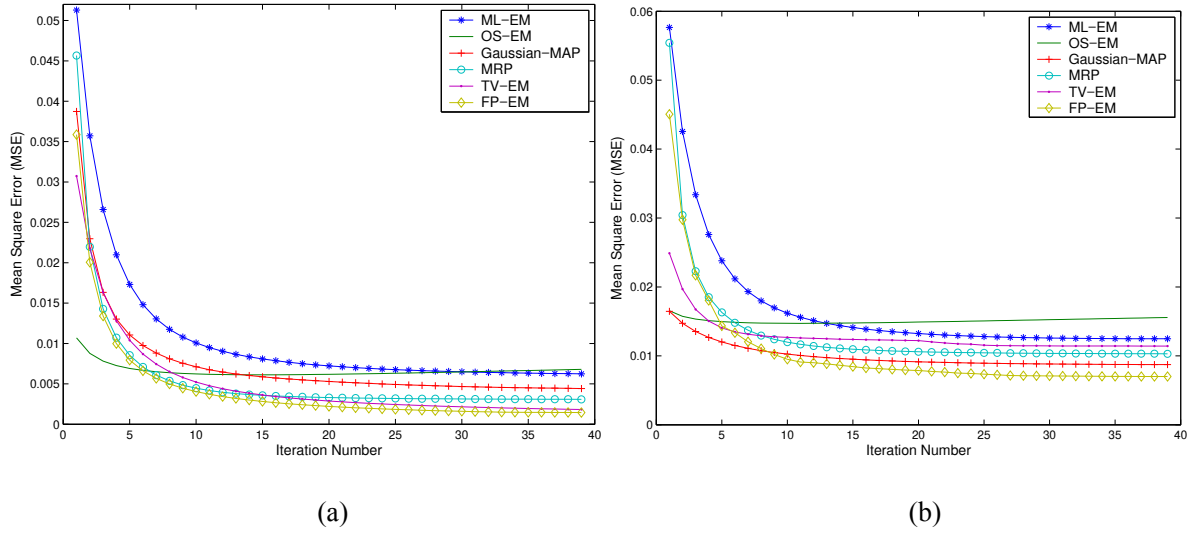 0.05
0.045
0.04
0.035
0.03
0.025
0.02
0.015
0.01
0.005
0
Mean Square Error (MSE)
0 5 10 15 20 25 30 35 40
Iteration Number
ML−EM
OS−EM
Gaussian−MAP
MRP
TV−EM
FP−EM
(a)
0.06
0.05
0.04
0.03
0.02
0.01
0
Mean Square Error (MSE)
0 5 10 15 20 25 30 35 40
Iteration Number
ML−EM
OS−EM
Gaussian−MAP
MRP
TV−EM
FP−EM
(b)